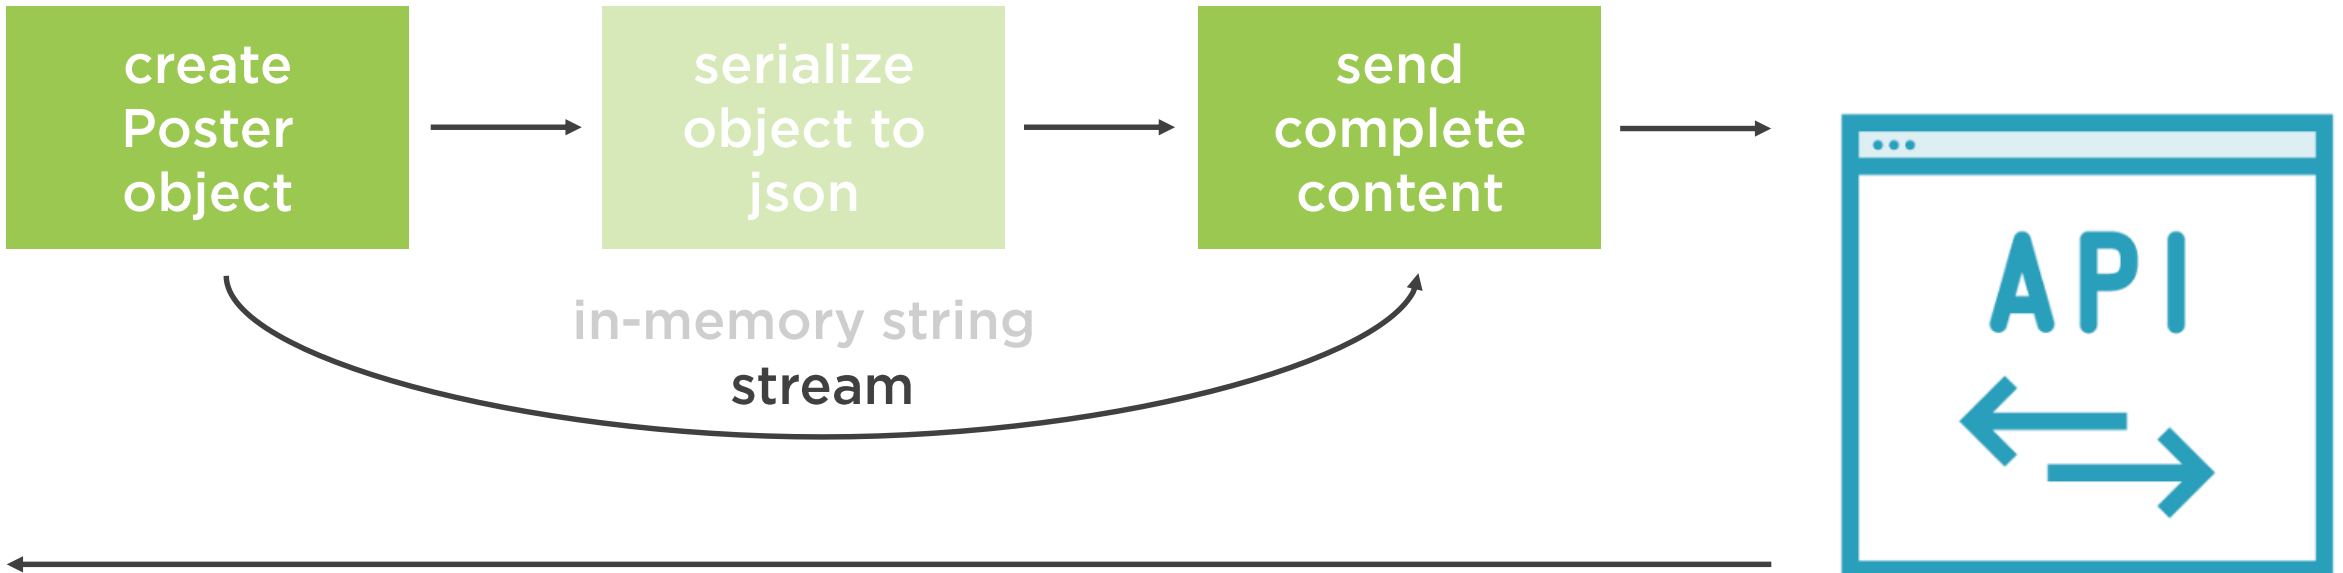 create
Poster
object
serialize
object to
json
send
complete
content
in-memory string
stream
API